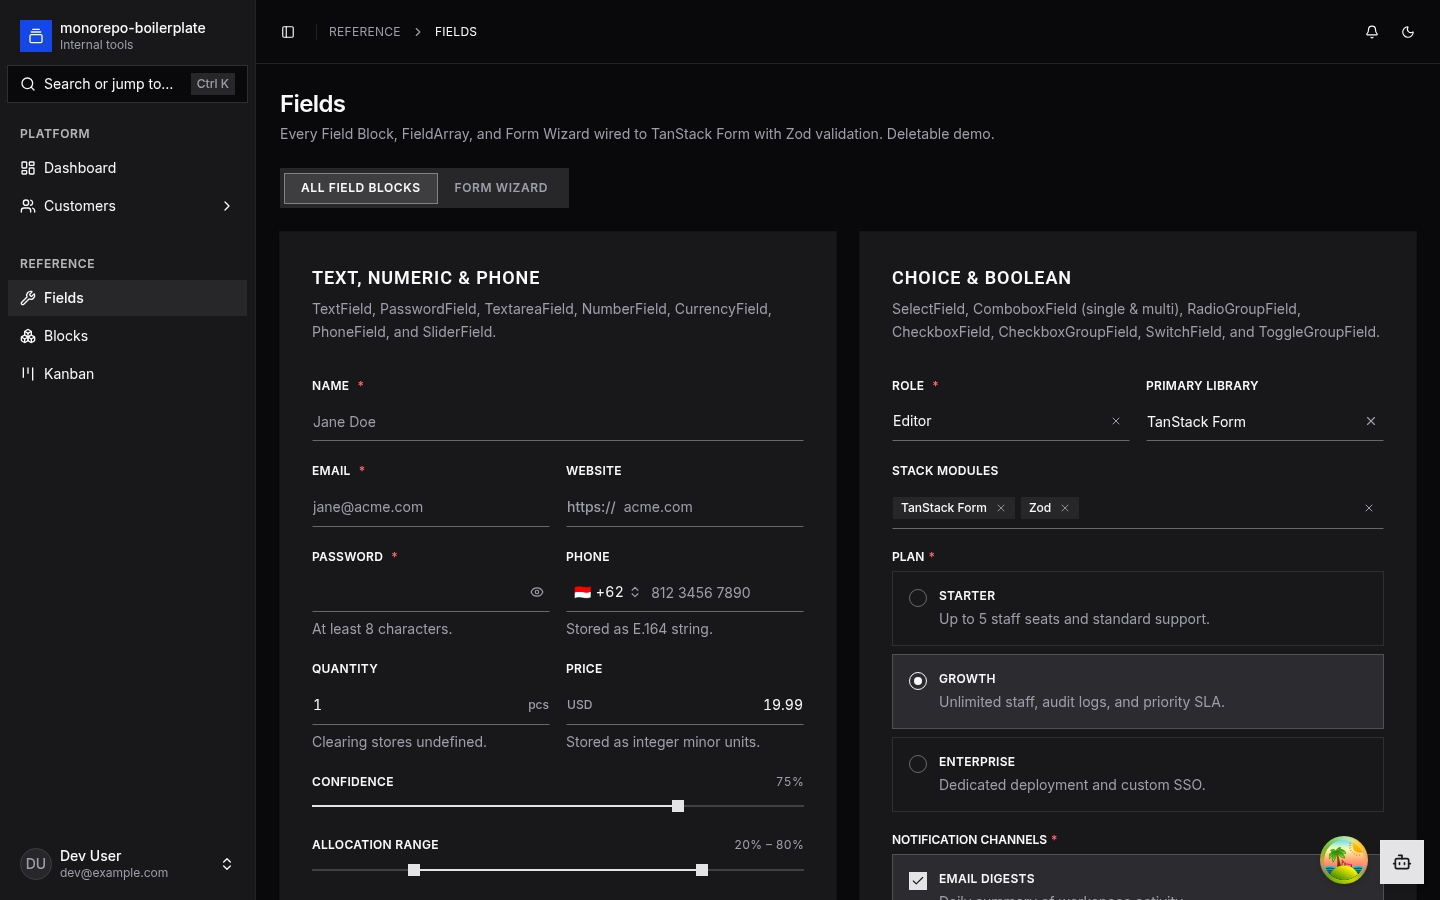 monorepo-boilerplate
Internal tools
Search or jump to...
Ctrl K
PLATFORM
Dashboard
Customers
REFERENCE
Fields
Blocks
Kanban
DU
Dev User
dev@example.com
REFERENCE
FIELDS
Fields
Every Field Block, FieldArray, and Form Wizard wired to TanStack Form with Zod validation. Deletable demo.
ALL FIELD BLOCKS
FORM WIZARD
TEXT, NUMERIC & PHONE
TextField, PasswordField, TextareaField, NumberField, CurrencyField,
PhoneField, and SliderField.
NAME *
Jane Doe
EMAIL *
WEBSITE
jane@acme.com
https:// acme.com
PASSWORD *
PHONE
+62
812 3456 7890
At least 8 characters.
Stored as E.164 string.
QUANTITY
PRICE
1
pcs
USD
19.99
Clearing stores undefined.
Stored as integer minor units.
CONFIDENCE
75%
ALLOCATION RANGE
20% – 80%
CHOICE & BOOLEAN
SelectField, ComboboxField (single & multi), RadioGroupField,
CheckboxField, CheckboxGroupField, SwitchField, and ToggleGroupField.
ROLE *
PRIMARY LIBRARY
Editor
TanStack Form
STACK MODULES
TanStack Form
Zod
PLAN *
STARTER
Up to 5 staff seats and standard support.
GROWTH
Unlimited staff, audit logs, and priority SLA.
ENTERPRISE
Dedicated deployment and custom SSO.
NOTIFICATION CHANNELS *
EMAIL DIGESTS
Daily summary of workspace activity.